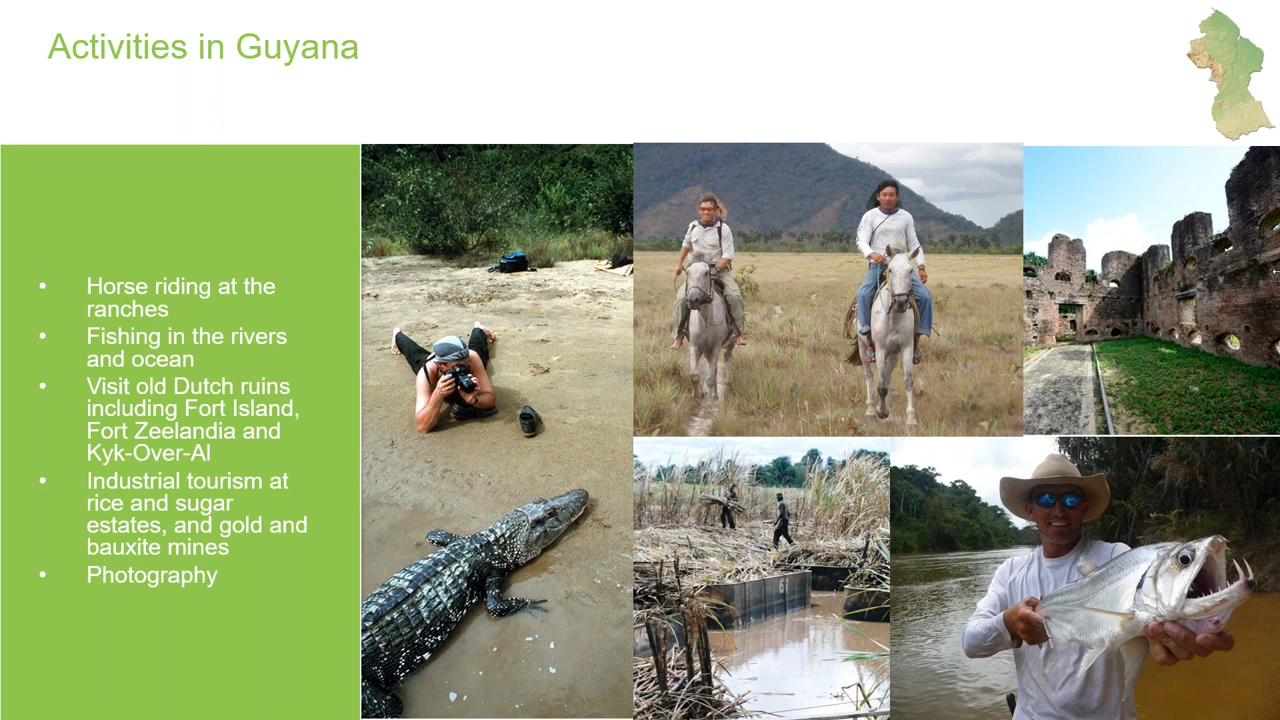 Activities in Guyana
• Horse riding at the
ranches
• Fishing in the rivers
and ocean
• Visit old Dutch ruins
including Fort Island,
Fort Zeelandia and
Kyk-Over-Al
• Industrial tourism at
rice and sugar
estates, and gold and
bauxite mines
• Photography